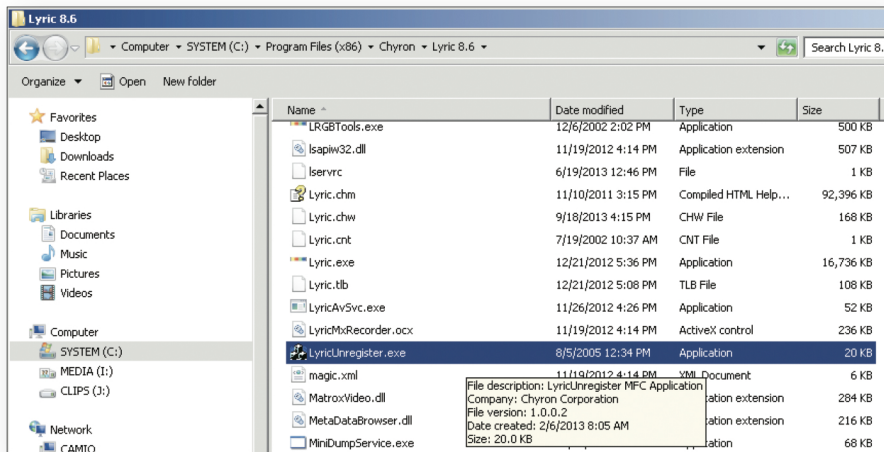 Lyric 8.6
Computer SYSTEM (C:) Program Files (x86) Chyron Lyric 8.6
Search Lyric 8.
Organize Open New folder
Favorites
Desktop
Downloads
Recent Places
Libraries
Documents
Music
Pictures
Videos
Computer
SYSTEM (C:)
MEDIA (I:)
CLIPS (J:)
Network
CAMIO
Name Date modified Type Size
LRGBTools.exe 12/6/2002 2:02 PM Application 500 KB
lsapiw32.dll 11/19/2012 4:14 PM Application extension 507 KB
lservrc 6/19/2013 12:46 PM File 1 KB
Lyric.chm 11/10/2011 3:15 PM Compiled HTML Help... 92,396 KB
Lyric.chw 9/18/2013 4:15 PM CHW File 168 KB
Lyric.cnt 7/19/2002 10:37 AM CNT File 1 KB
Lyric.exe 12/21/2012 5:36 PM Application 16,736 KB
Lyric.tlb 12/21/2012 5:08 PM TLB File 108 KB
LyricAvSvc.exe 11/26/2012 4:26 PM Application 52 KB
LyricMxRecorder.ocx 11/19/2012 4:14 PM ActiveX control 236 KB
LyricUnregister.exe 8/5/2005 12:34 PM Application 20 KB
magic.xml 11/19/2012 4:14 PM XML Document 6 KB
MatroxVideo.dll cation extension 284 KB
MetaDataBrowser.dll cation extension 216 KB
MiniDumpService.exe cation 68 KB
File description: LyricUnregister MFC Application
Company: Chyron Corporation
File version: 1.0.0.2
Date created: 2/6/2013 8:05 AM
Size: 20.0 KB